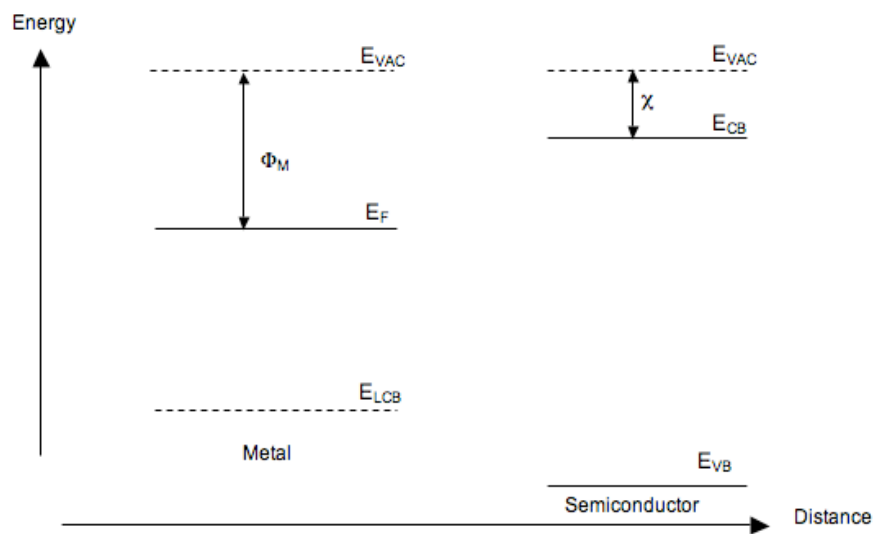 Energy
E_VAC
E_VAC
χ
E_CB
Φ_M
E_F
E_LCB
Metal
E_VB
Semiconductor
Distance